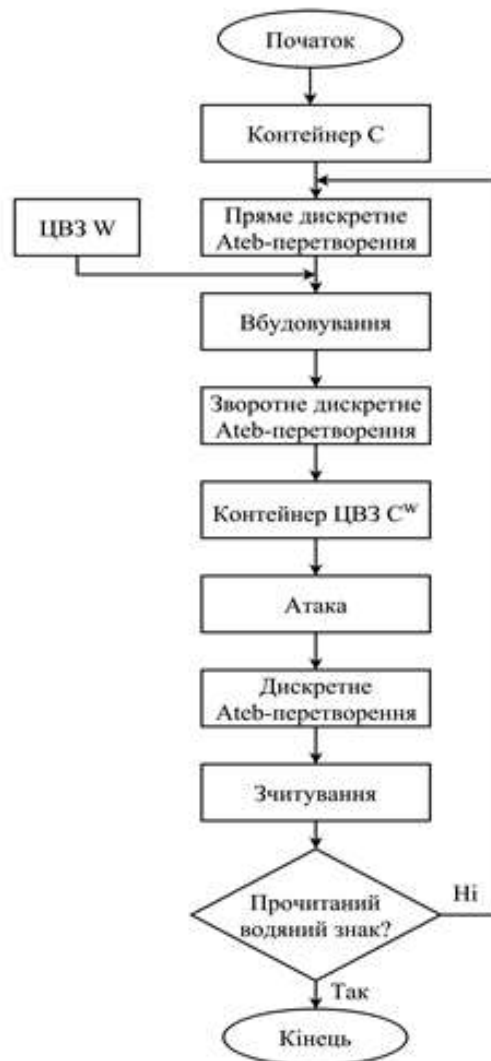 Початок
Контейнер С
ЦВЗ W
Пряме дискретне
Ateb-перетворення
Вбудовування
Зворотне дискретне
Ateb-перетворення
Контейнер ЦВЗ Cᵂ
Атака
Дискретне
Ateb-перетворення
Зчитування
Прочитаний
водяний знак?
Ні
Так
Кінець